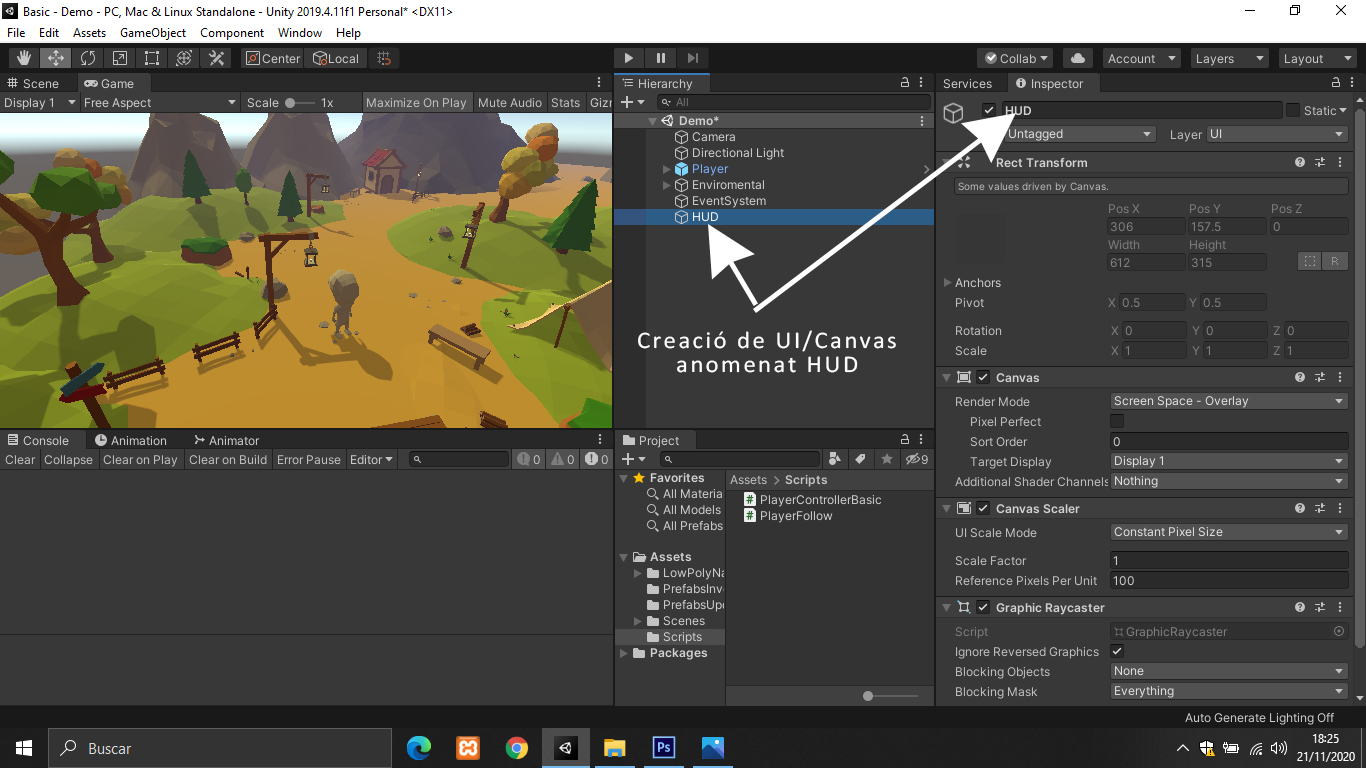 Basic - Demo - PC, Mac & Linux Standalone - Unity 2019.4.11f1 Personal* <DX11>
File Edit Assets GameObject Component Window Help
Center Local Collab Account Layers Layout
Scene Game
Display 1 Free Aspect Scale 1x Maximize On Play Mute Audio Stats Giz
Hierarchy
All
Demo*
Camera
Directional Light
Player
Enviromental
EventSystem
HUD
Creació de UI/Canvas
anomenat HUD
Console Animation Animator
Clear Collapse Clear on Play Clear on Build Error Pause Editor 0 0 0
Project
9
Favorites
All Materia
All Models
All Prefabs
Assets
LowPolyNa
PrefabsInv
PrefabsUpd
Scenes
Scripts
Packages
Assets > Scripts
PlayerControllerBasic
PlayerFollow
Services Inspector
HUD Static
Untagged Layer UI
Rect Transform
Some values driven by Canvas.
Pos X Pos Y Pos Z
306 157.5 0
Width Height
612 315 R
Anchors
Pivot X 0.5 Y 0.5
Rotation X 0 Y 0 Z 0
Scale X 1 Y 1 Z 1
Canvas
Render Mode Screen Space - Overlay
Pixel Perfect
Sort Order 0
Target Display Display 1
Additional Shader Channels Nothing
Canvas Scaler
UI Scale Mode Constant Pixel Size
Scale Factor 1
Reference Pixels Per Unit 100
Graphic Raycaster
Script GraphicRaycaster
Ignore Reversed Graphics
Blocking Objects None
Blocking Mask Everything
Auto Generate Lighting Off
Buscar
Ps
18:25
21/11/2020